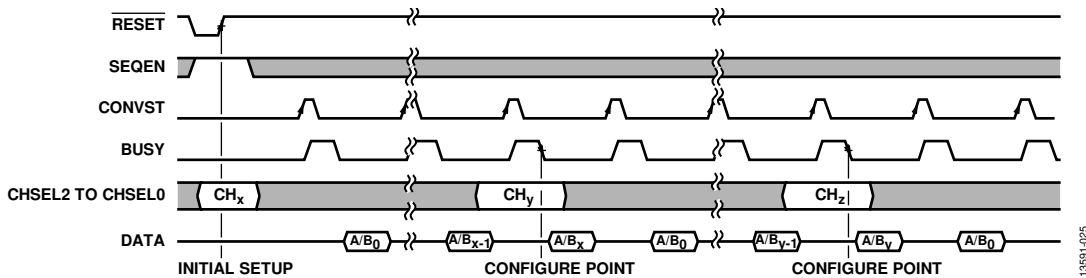 RESET
SEQEN
CONVST
BUSY
CHSEL2 TO CHSEL0 CHx CHy CHz
DATA A/B0 A/Bx-1 A/Bx A/B0 A/By-1 A/By A/B0
INITIAL SETUP CONFIGURE POINT CONFIGURE POINT
13591-025